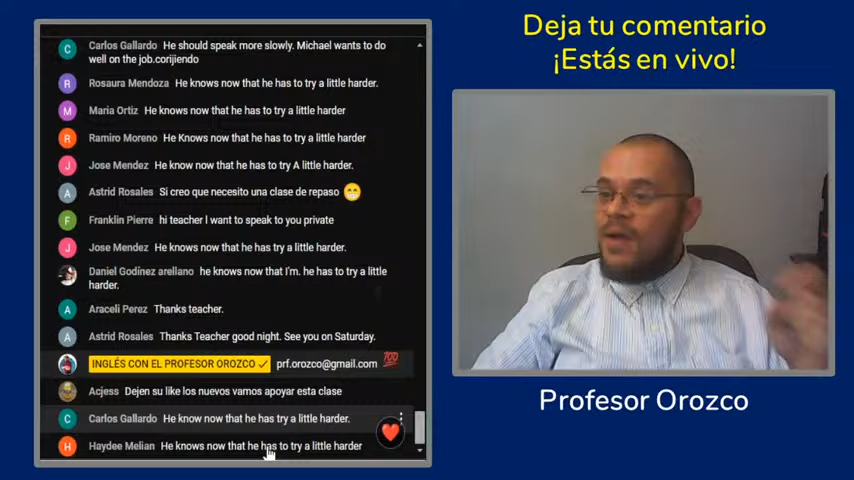 Deja tu comentario
¡Estás en vivo!
C Carlos Gallardo He should speak more slowly. Michael wants to do
well on the job.corijiendo
R Rosaura Mendoza He knows now that he has to try a little harder.
M Maria Ortiz He knows now that he has to try a little harder
R Ramiro Moreno He Knows now that he has to try a little harder
J Jose Mendez He know now that he has to try A little harder.
A Astrid Rosales Si creo que necesito una clase de repaso 😁
F Franklin Pierre hi teacher I want to speak to you private
J Jose Mendez He knows now that he has try a little harder.
Daniel Godínez arellano he knows now that I'm. he has to try a little
harder.
A Araceli Perez Thanks teacher.
A Astrid Rosales Thanks Teacher good night. See you on Saturday.
INGLÉS CON EL PROFESOR OROZCO ✓ prf.orozco@gmail.com 💯
Acjess Dejen su like los nuevos vamos apoyar esta clase
C Carlos Gallardo He know now that he has try a little harder.
H Haydee Melian He knows now that he has to try a little harder
Profesor Orozco